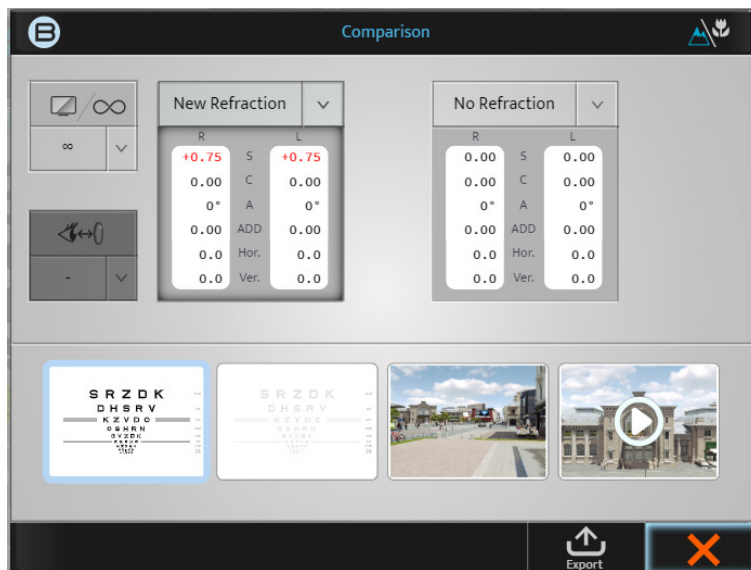 B
Comparison
∞
∞
-
New Refraction
R L
+0.75 S +0.75
0.00 C 0.00
0° A 0°
0.00 ADD 0.00
0.0 Hor. 0.0
0.0 Ver. 0.0
No Refraction
R L
0.00 S 0.00
0.00 C 0.00
0° A 0°
0.00 ADD 0.00
0.0 Hor. 0.0
0.0 Ver. 0.0
S R Z D K
D H S R V
K Z V D C
S R Z D K
D H S R V
K Z V D C
Export